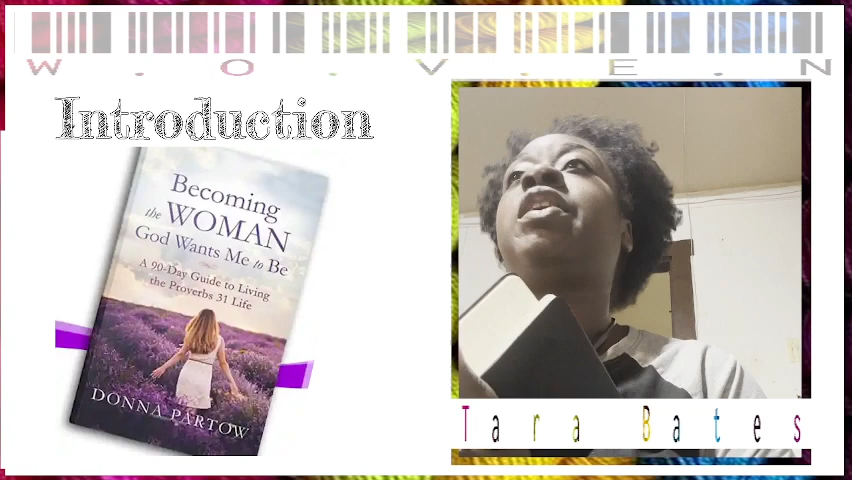 W . O . V . E . N
Introduction
Becoming
the WOMAN
God Wants Me to Be
A 90-Day Guide to Living
the Proverbs 31 Life
DONNA PARTOW
Tara Bates